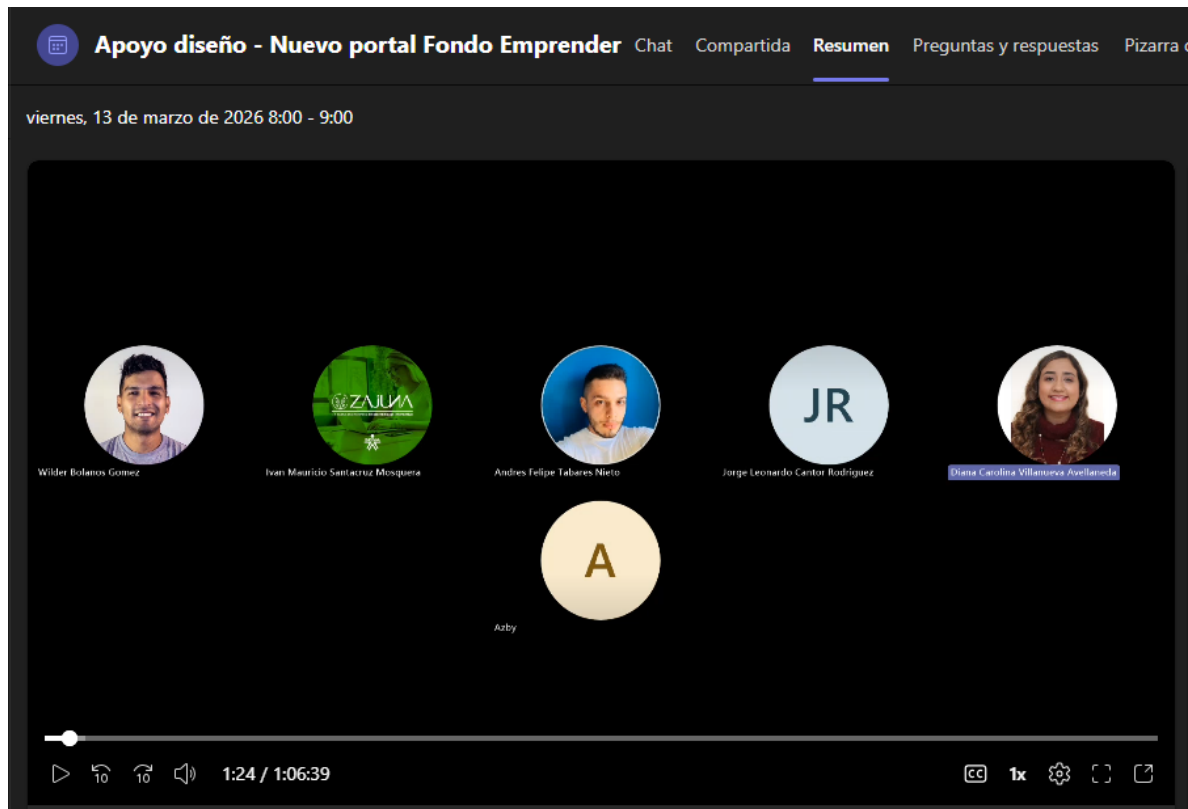 Apoyo diseño - Nuevo portal Fondo Emprender Chat Compartida Resumen Preguntas y respuestas Pizarra
viernes, 13 de marzo de 2026 8:00 - 9:00
ZAJUNA
JR
Wilder Bolanos Gomez Ivan Mauricio Santacruz Mosquera Andres Felipe Tabares Nieto Jorge Leonardo Cantor Rodriguez Diana Carolina Villanueva Avellaneda
A
Azby
10 10 1:24 / 1:06:39 CC 1x